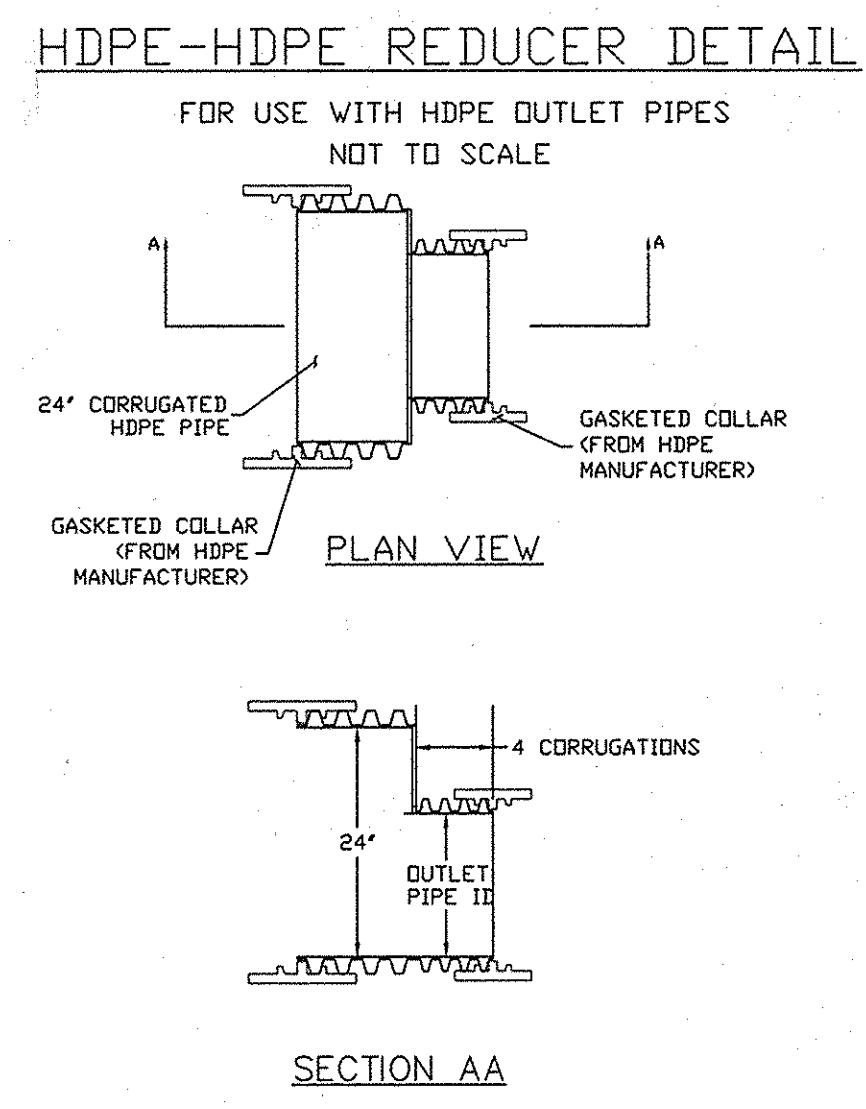 HDPE-HDPE REDUCER DETAIL
FOR USE WITH HDPE OUTLET PIPES
NOT TO SCALE
A
A
24" CORRUGATED
HDPE PIPE
GASKETED COLLAR
(FROM HDPE
MANUFACTURER)
GASKETED COLLAR
(FROM HDPE
MANUFACTURER)
PLAN VIEW
4 CORRUGATIONS
24"
OUTLET
PIPE ID
SECTION AA